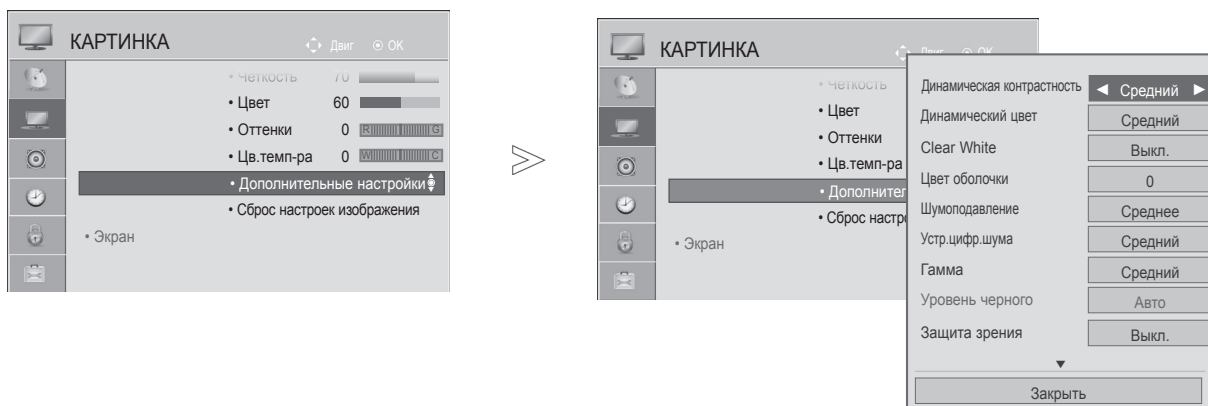 КАРТИНКА
Двиг OK
• Четкость 70
• Цвет 60
• Оттенки 0 R G
• Цв.темп-ра 0 W C
• Дополнительные настройки
• Сброс настроек изображения
• Экран
КАРТИНКА
Двиг OK
• Четкость
• Цвет
• Оттенки
• Цв.темп-ра
• Дополнител
• Сброс настро
• Экран
Динамическая контрастность ◄ Средний ►
Динамический цвет Средний
Clear White Выкл.
Цвет оболочки 0
Шумоподавление Среднее
Устр.цифр.шума Средний
Гамма Средний
Уровень черного Авто
Защита зрения Выкл.
▼
Закрыть